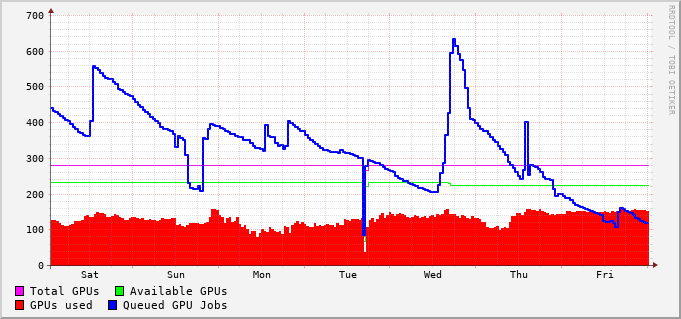 700
600
500
400
300
200
100
0
Sat Sun Mon Tue Wed Thu Fri
Total GPUs Available GPUs
GPUs used Queued GPU Jobs
RRDTOOL / TOBI OETIKER